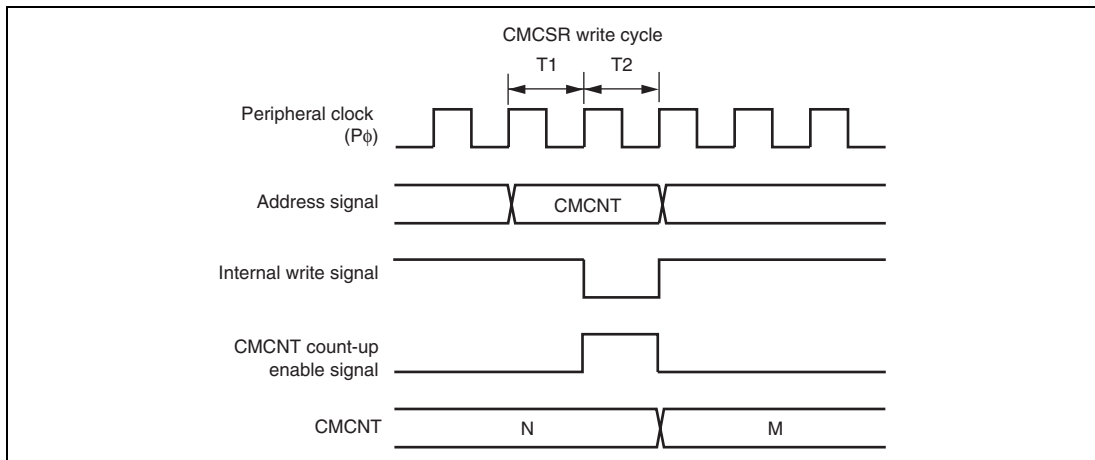 CMCSR write cycle
T1
T2
Peripheral clock
(Pϕ)
Address signal
CMCNT
Internal write signal
CMCNT count-up
enable signal
CMCNT
N
M